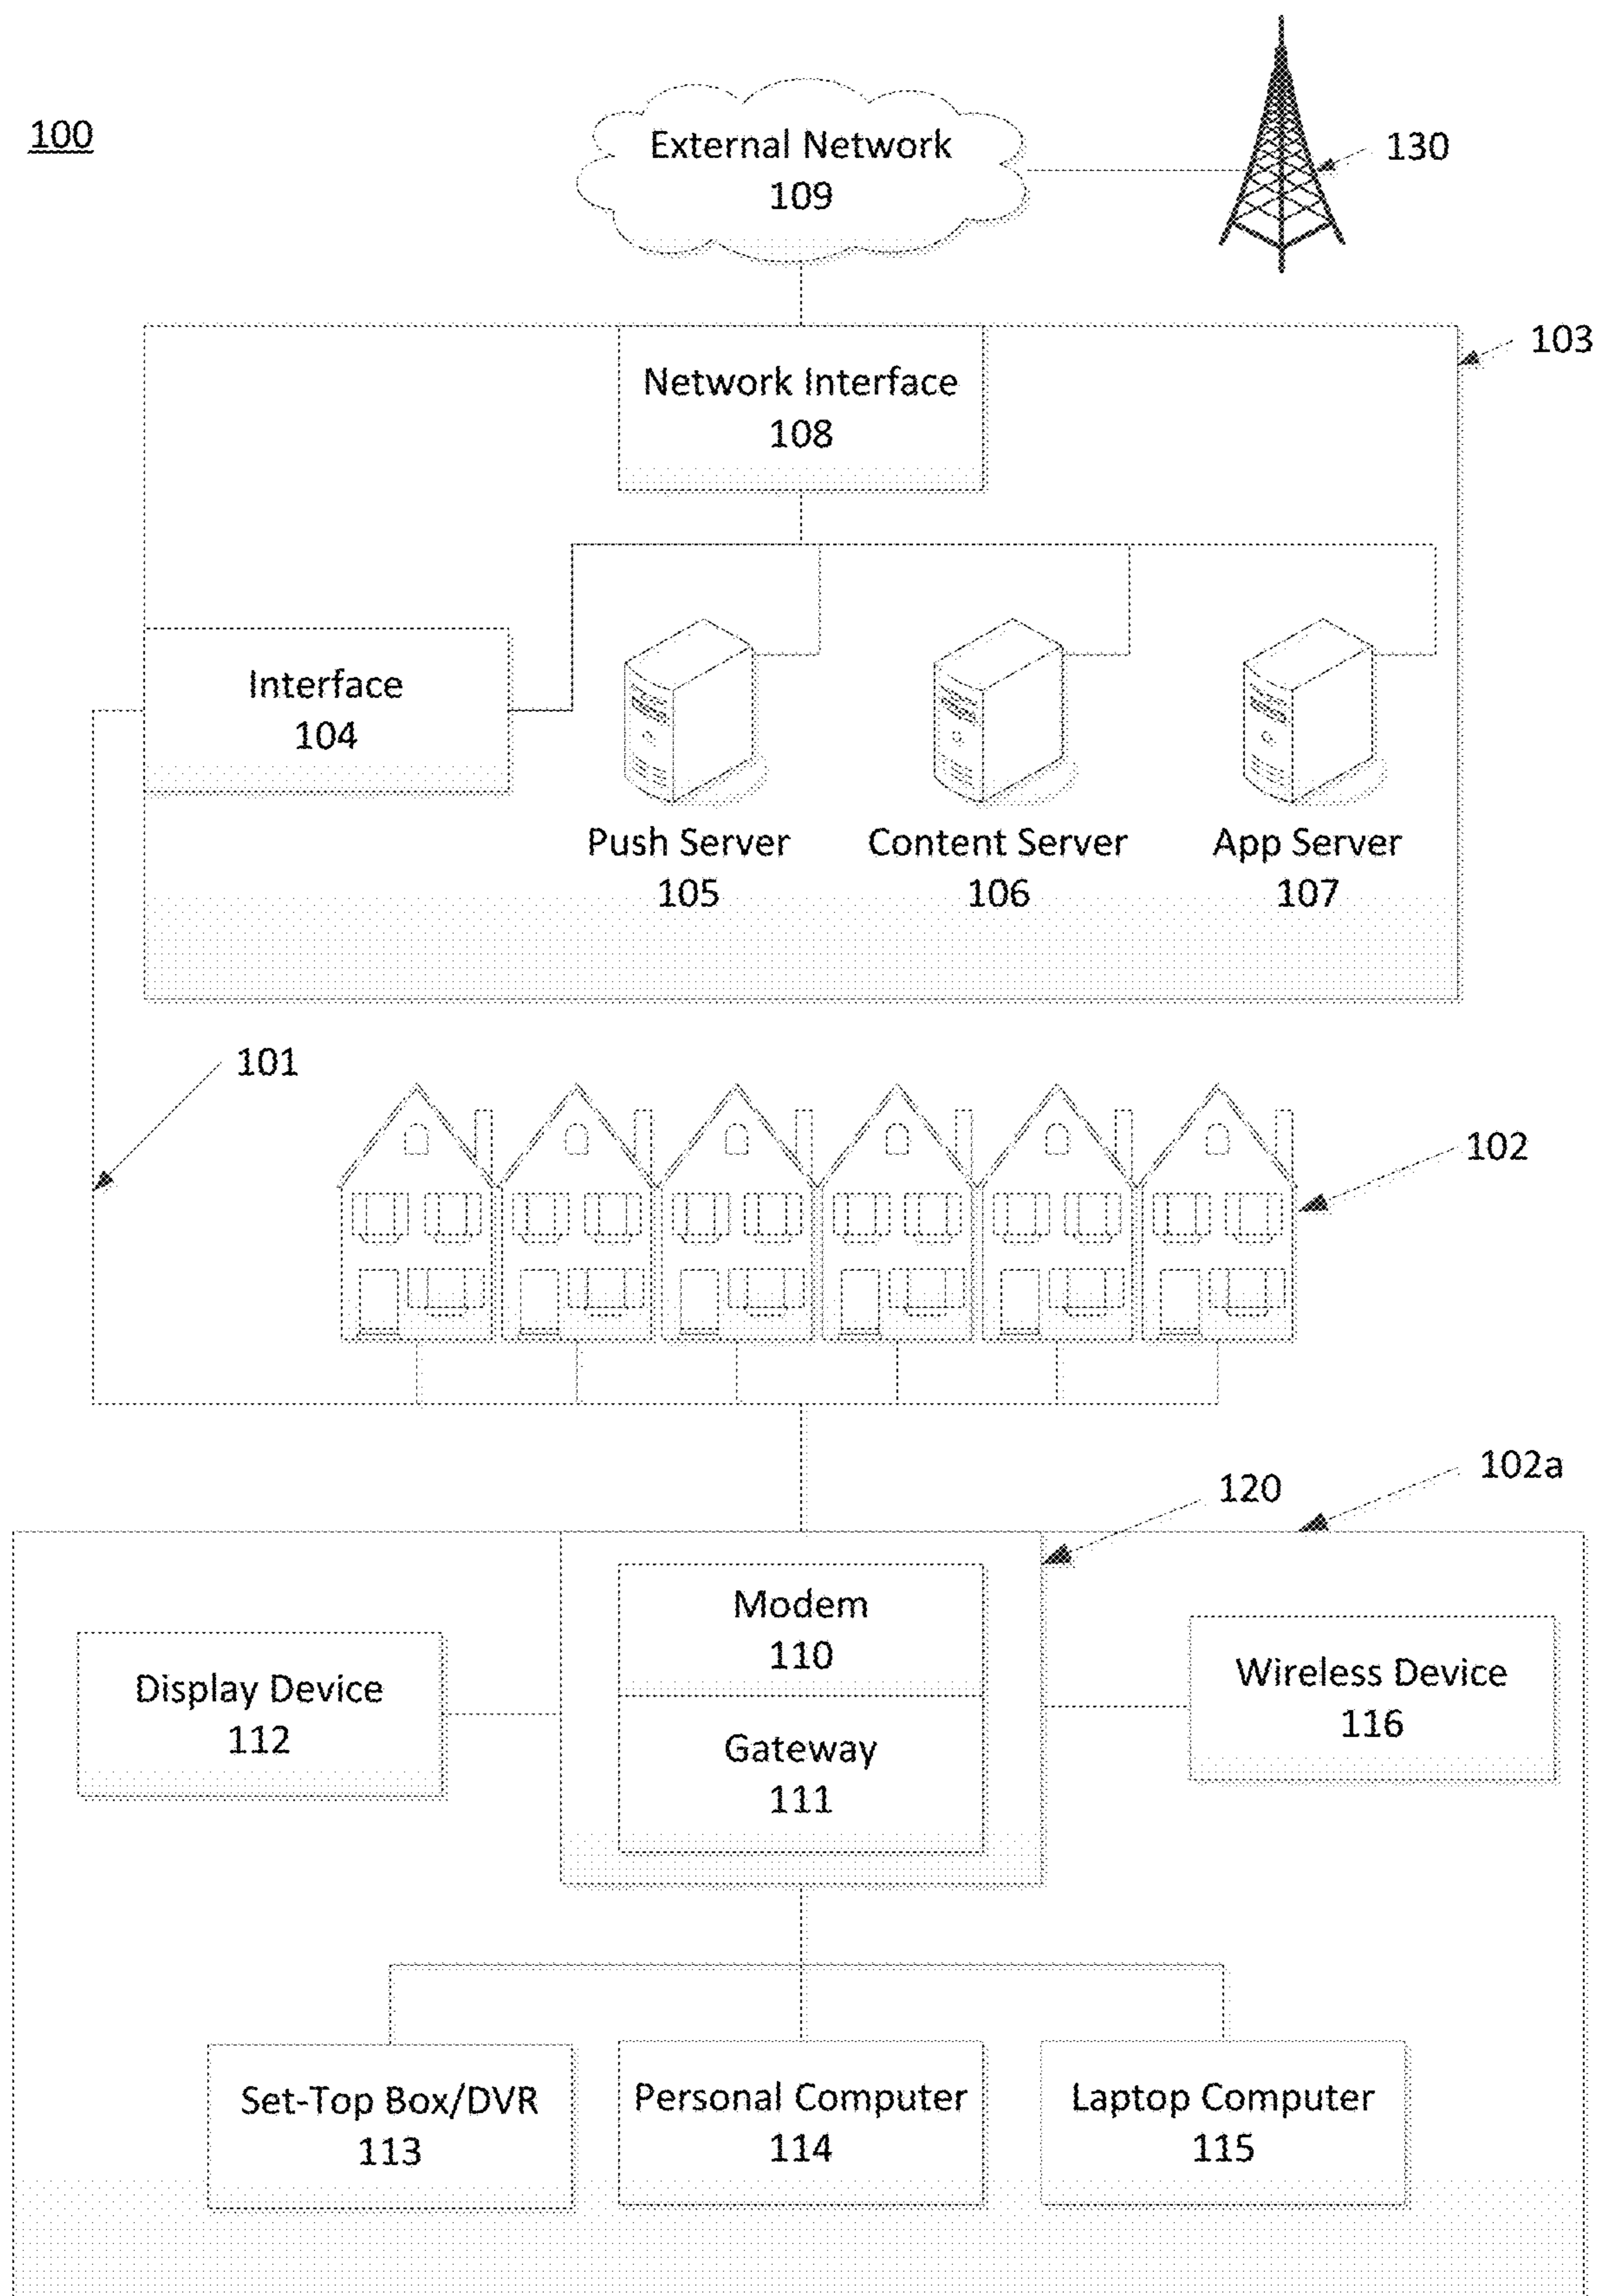 100
External Network
109
130
103
Network Interface
108
Interface
104
Push Server
105
Content Server
106
App Server
107
101
102
102a
120
Modem
110
Display Device
112
Wireless Device
116
Gateway
111
Set-Top Box/DVR
113
Personal Computer
114
Laptop Computer
115